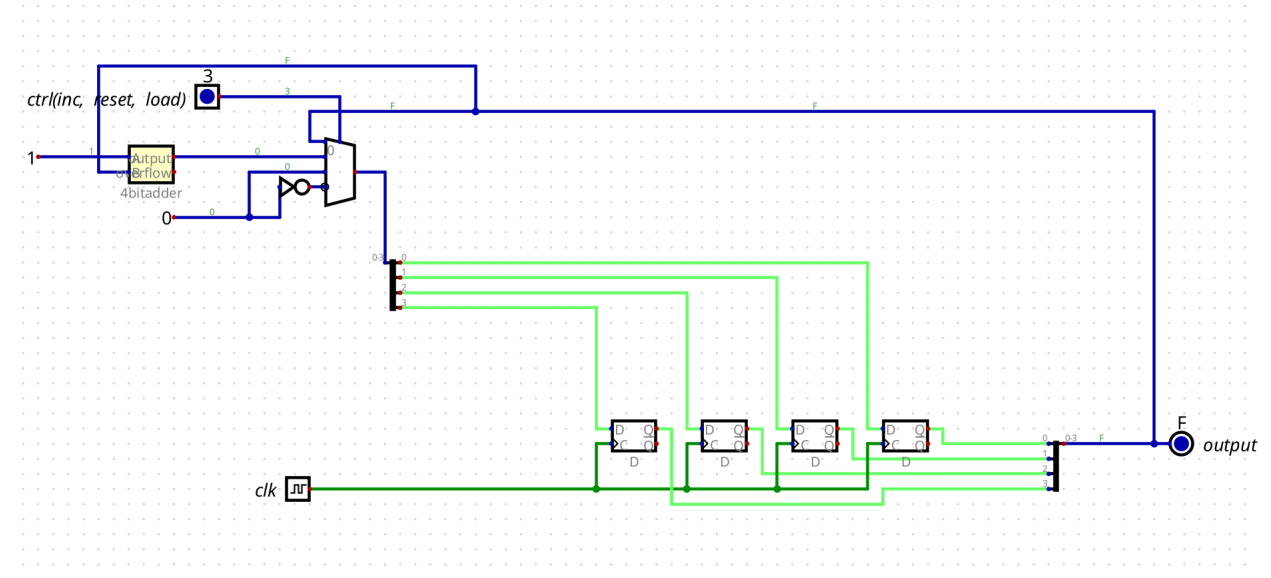 F
3
ctrl(inc, reset, load)
3
F
F
0
1
1
output
0
overflow
0
4bitadder
0
0
0-3
0
1
2
3
D Q
C Q
D
D Q
C Q
D
D Q
C Q
D
D Q
C Q
D
F
0
0-3
F
output
1
2
3
clk